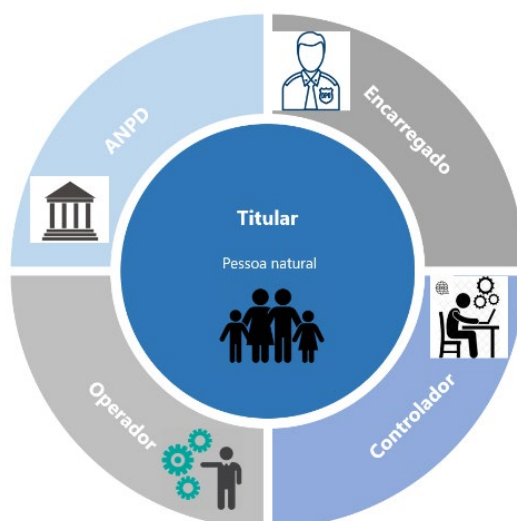 ANPD
Encarregado
Titular
Pessoa natural
Operador
Controlador